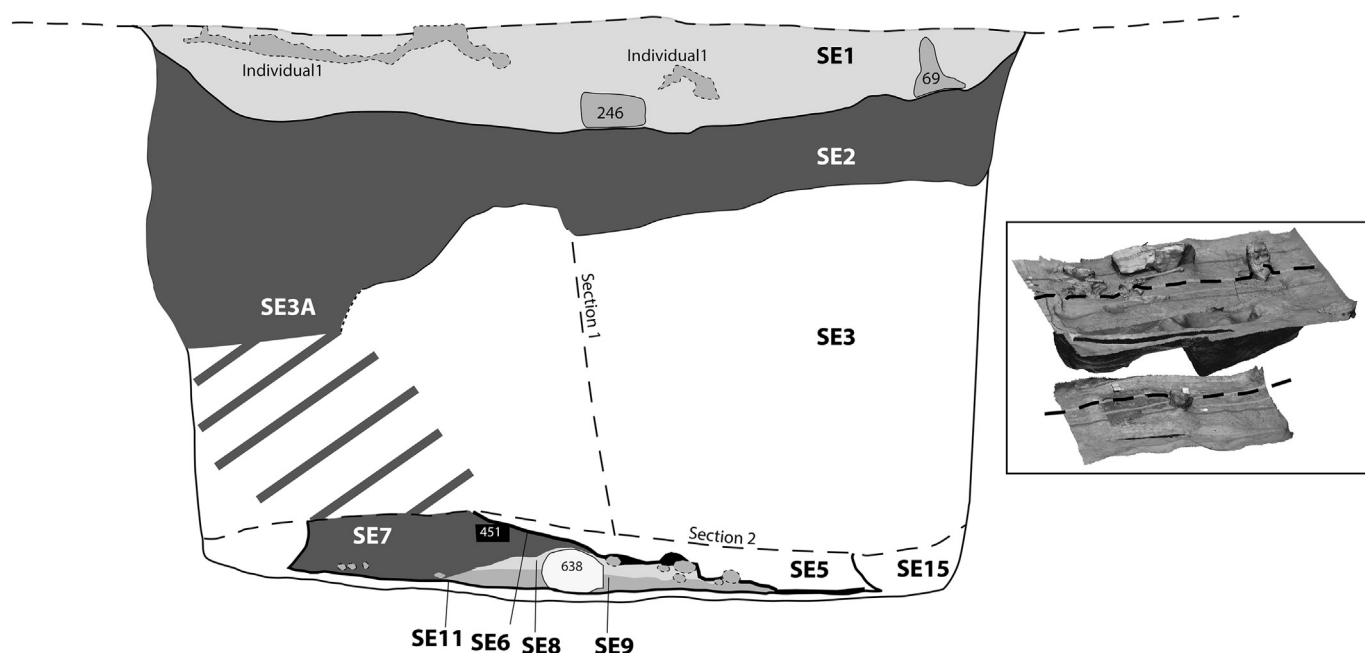 Individual1
Individual1
SE1
69
246
SE2
SE3A
Section 1
SE3
SE7
451
Section 2
638
SE5
SE15
SE11
SE6
SE8
SE9